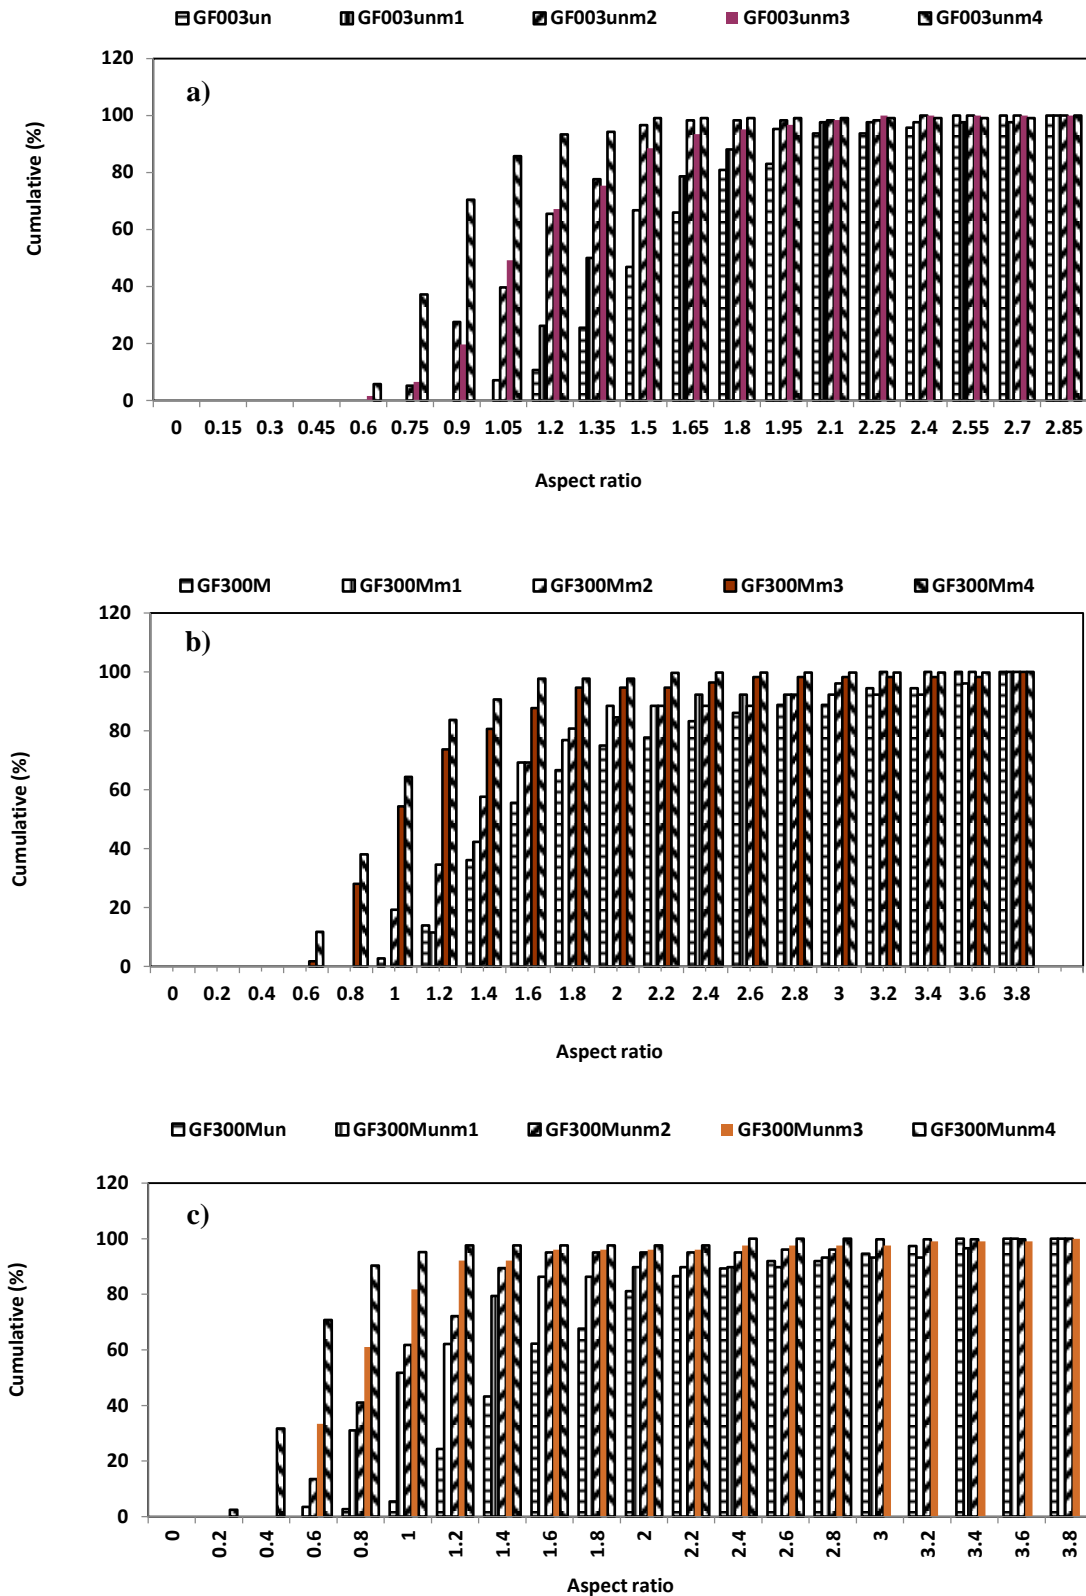 GF003un GF003unm1 GF003unm2 GF003unm3 GF003unm4
120
a)
100
80
60
40
20
0
Cumulative (%)
0 0.15 0.3 0.45 0.6 0.75 0.9 1.05 1.2 1.35 1.5 1.65 1.8 1.95 2.1 2.25 2.4 2.55 2.7 2.85
Aspect ratio
GF300M GF300Mm1 GF300Mm2 GF300Mm3 GF300Mm4
120
b)
100
80
60
40
20
0
Cumulative (%)
0 0.2 0.4 0.6 0.8 1 1.2 1.4 1.6 1.8 2 2.2 2.4 2.6 2.8 3 3.2 3.4 3.6 3.8
Aspect ratio
GF300Mun GF300Munm1 GF300Munm2 GF300Munm3 GF300Munm4
120
c)
100
80
60
40
20
0
Cumulative (%)
0 0.2 0.4 0.6 0.8 1 1.2 1.4 1.6 1.8 2 2.2 2.4 2.6 2.8 3 3.2 3.4 3.6 3.8
Aspect ratio